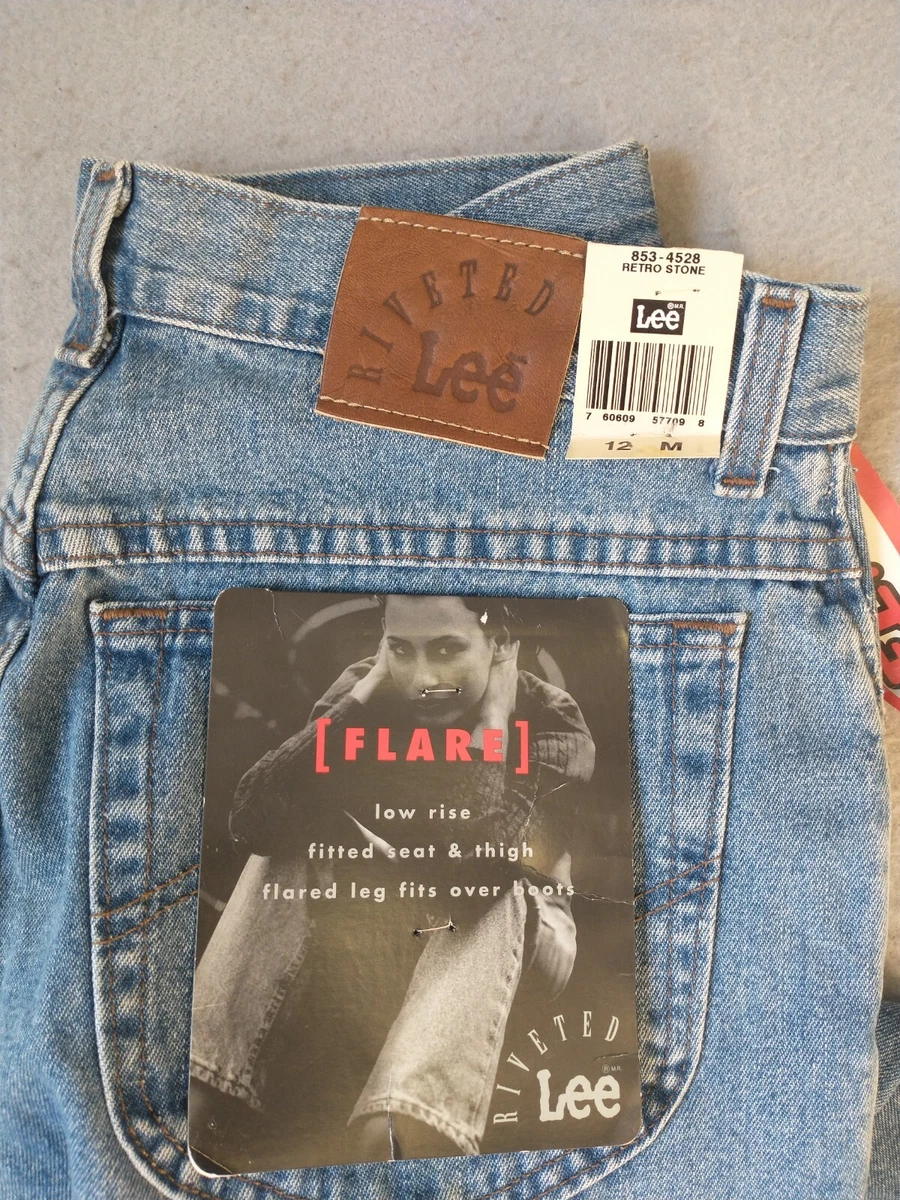 RIVETED
Lee
853-4528
RETRO STONE
Lee ® M.R.
7 60609 57709 8
12 M
[FLARE]
low rise
fitted seat & thigh
flared leg fits over boots
RIVETED
Lee ® M.R.